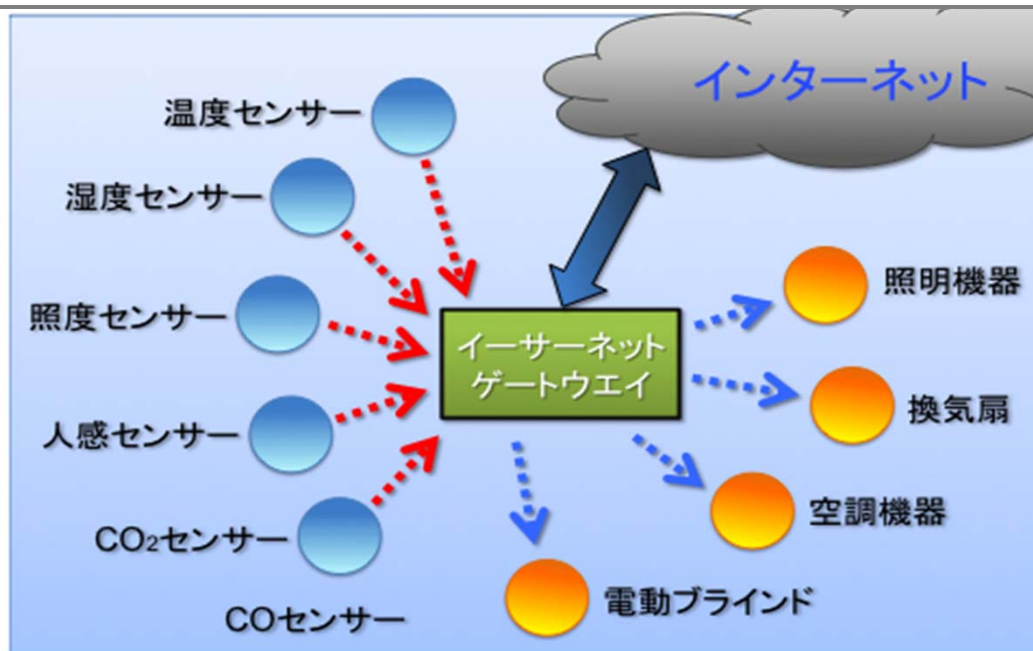 インターネット
温度センサー
湿度センサー
照度センサー
人感センサー
CO₂センサー
COセンサー
イーサーネット
ゲートウエイ
照明機器
換気扇
空調機器
電動ブラインド